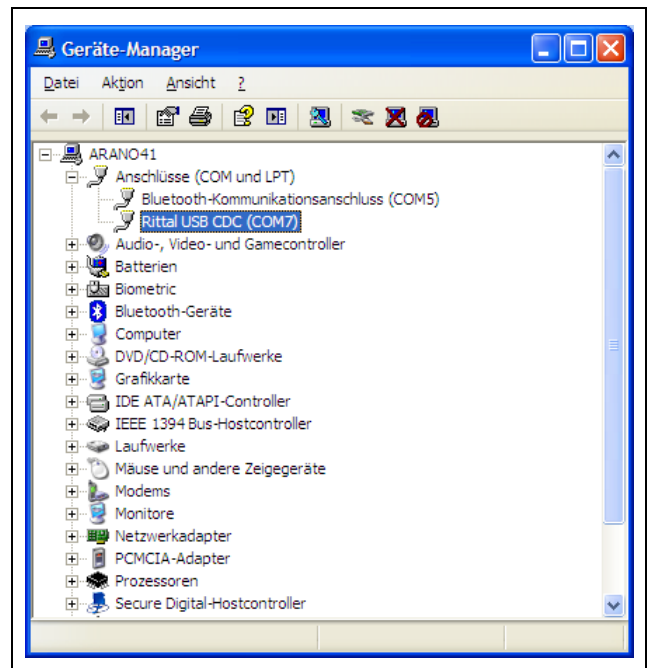 Geräte-Manager
Datei Aktion Ansicht ?
ARANO41
Anschlüsse (COM und LPT)
Bluetooth-Kommunikationsanschluss (COM5)
Rittal USB CDC (COM7)
Audio-, Video- und Gamecontroller
Batterien
Biometric
Bluetooth-Geräte
Computer
DVD/CD-ROM-Laufwerke
Grafikkarte
IDE ATA/ATAPI-Controller
IEEE 1394 Bus-Hostcontroller
Laufwerke
Mäuse und andere Zeigegeräte
Modems
Monitore
Netzwerkadapter
PCMCIA-Adapter
Prozessoren
Secure Digital-Hostcontroller